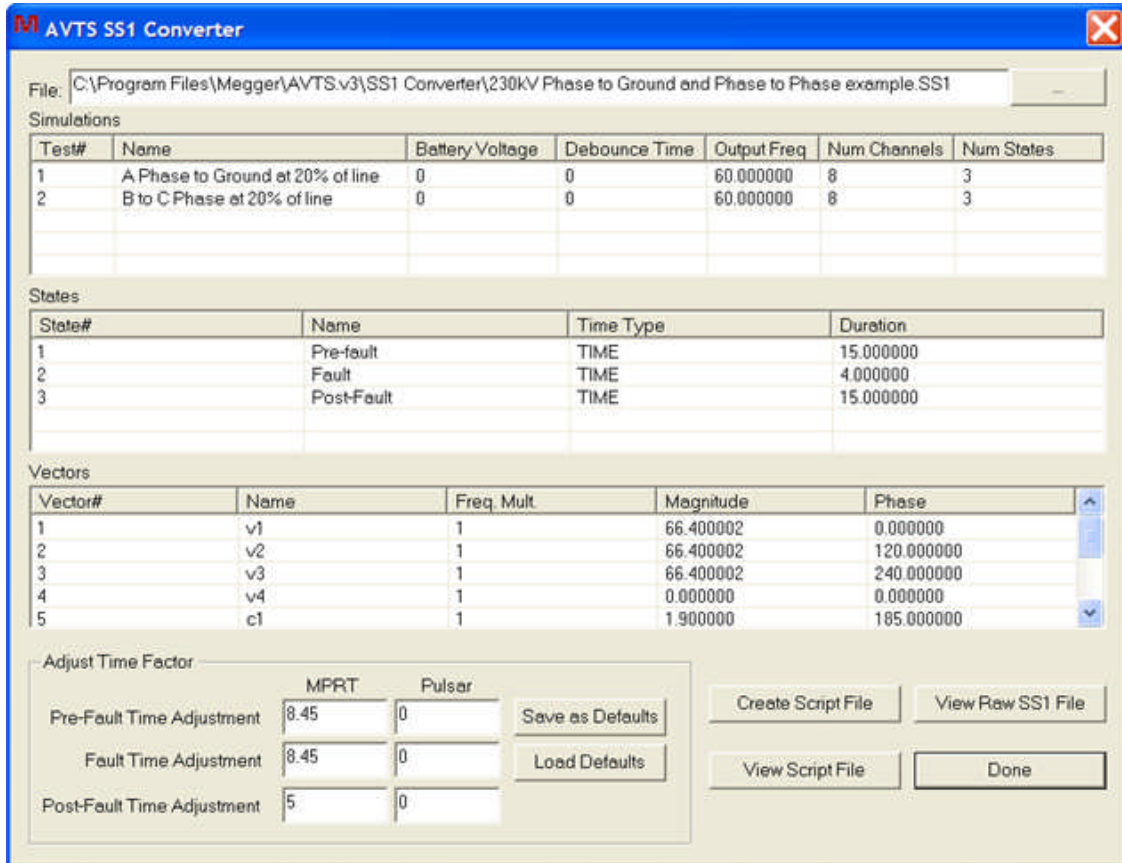 M AVTS SS1 Converter
File: C:\Program Files\Megger\AVTS.v3\SS1 Converter\230kV Phase to Ground and Phase to Phase example.SS1 ...
Simulations
Test# Name Battery Voltage Debounce Time Output Freq Num Channels Num States
1 A Phase to Ground at 20% of line 0 0 60.000000 8 3
2 B to C Phase at 20% of line 0 0 60.000000 8 3
States
State# Name Time Type Duration
1 Pre-fault TIME 15.000000
2 Fault TIME 4.000000
3 Post-Fault TIME 15.000000
Vectors
Vector# Name Freq. Mult. Magnitude Phase
1 v1 1 66.400002 0.000000
2 v2 1 66.400002 120.000000
3 v3 1 66.400002 240.000000
4 v4 1 0.000000 0.000000
5 c1 1 1.900000 185.000000
Adjust Time Factor
MPRT Pulsar
Pre-Fault Time Adjustment 8.45 0 Save as Defaults
Create Script File View Raw SS1 File
Fault Time Adjustment 8.45 0 Load Defaults
View Script File Done
Post-Fault Time Adjustment 5 0